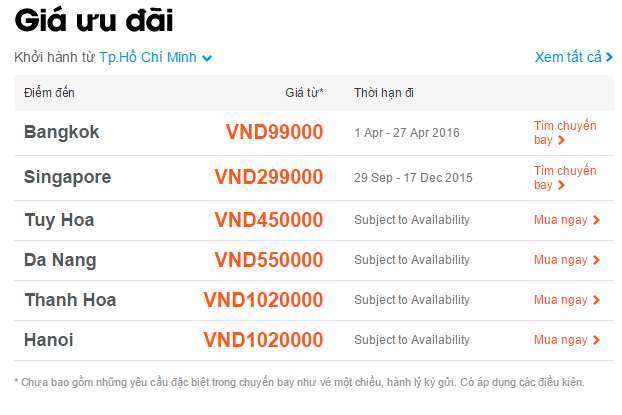 Giá ưu đãi
Khởi hành từ Tp.Hồ Chí Minh Xem tất cả
Điểm đến Giá từ* Thời hạn đi
Bangkok VND99000 1 Apr - 27 Apr 2016 Tìm chuyến bay
Singapore VND299000 29 Sep - 17 Dec 2015 Tìm chuyến bay
Tuy Hoa VND450000 Subject to Availability Mua ngay
Da Nang VND550000 Subject to Availability Mua ngay
Thanh Hoa VND1020000 Subject to Availability Mua ngay
Hanoi VND1020000 Subject to Availability Mua ngay
* Chưa bao gồm những yêu cầu đặc biệt trong chuyến bay như vé một chiều, hành lý ký gửi. Có áp dụng các điều kiện.